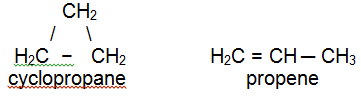 CH₂
/ \
H₂C – CH₂ H₂C = CH – CH₃
cyclopropane propene